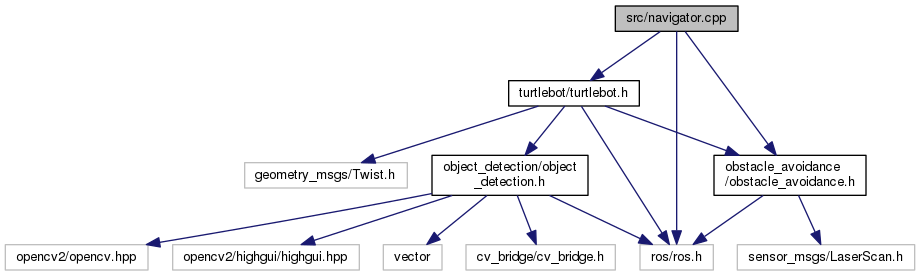 src/navigator.cpp
turtlebot/turtlebot.h
geometry_msgs/Twist.h
object_detection/object
_detection.h
obstacle_avoidance
/obstacle_avoidance.h
opencv2/opencv.hpp
opencv2/highgui/highgui.hpp
vector
cv_bridge/cv_bridge.h
ros/ros.h
sensor_msgs/LaserScan.h